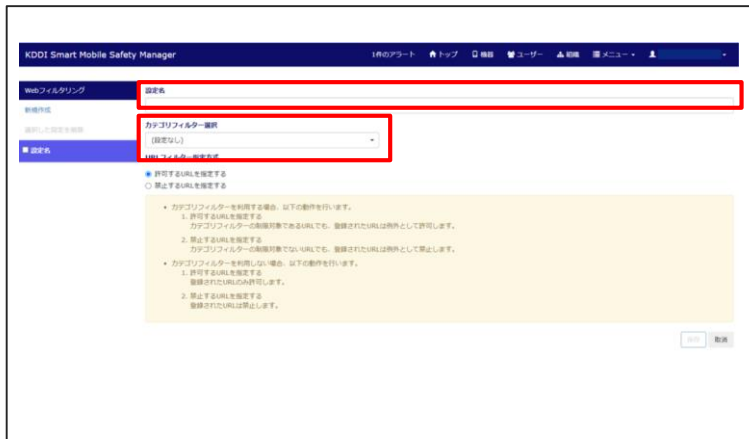 KDDI Smart Mobile Safety Manager
1件のアラート トップ 機器 ユーザー 組織 メニュー
Webフィルタリング
新規作成
選択した設定を削除
設定名
設定名
カテゴリフィルター選択
(設定なし)
URLフィルター指定方式
許可するURLを指定する
禁止するURLを指定する
• カテゴリフィルターを利用する場合、以下の動作を行います。
1. 許可するURLを指定する
カテゴリフィルターの制限対象であるURLでも、登録されたURLは例外として許可します。
2. 禁止するURLを指定する
カテゴリフィルターの制限対象でないURLでも、登録されたURLは例外として禁止します。
• カテゴリフィルターを利用しない場合、以下の動作を行います。
1. 許可するURLを指定する
登録されたURLのみ許可します。
2. 禁止するURLを指定する
登録されたURLは禁止します。
保存 取消